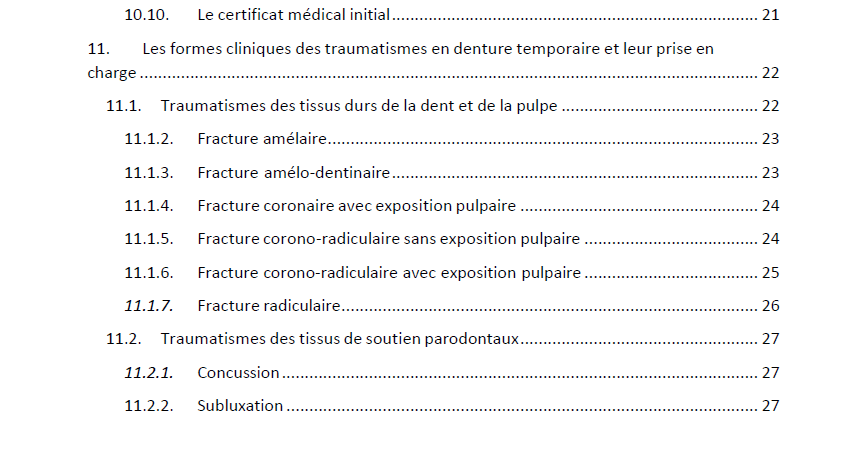 10.10. Le certificat médical initial ................................................................................ 21
11. Les formes cliniques des traumatismes en denture temporaire et leur prise en
charge ....................................................................................................................................... 22
11.1. Traumatismes des tissus durs de la dent et de la pulpe ........................................... 22
11.1.2. Fracture amélaire.............................................................................................. 23
11.1.3. Fracture amélo-dentinaire................................................................................ 23
11.1.4. Fracture coronaire avec exposition pulpaire .................................................... 24
11.1.5. Fracture corono-radiculaire sans exposition pulpaire ...................................... 24
11.1.6. Fracture corono-radiculaire avec exposition pulpaire ...................................... 25
11.1.7. Fracture radiculaire........................................................................................... 26
11.2. Traumatismes des tissus de soutien parodontaux.................................................... 27
11.2.1. Concussion ........................................................................................................ 27
11.2.2. Subluxation ....................................................................................................... 27